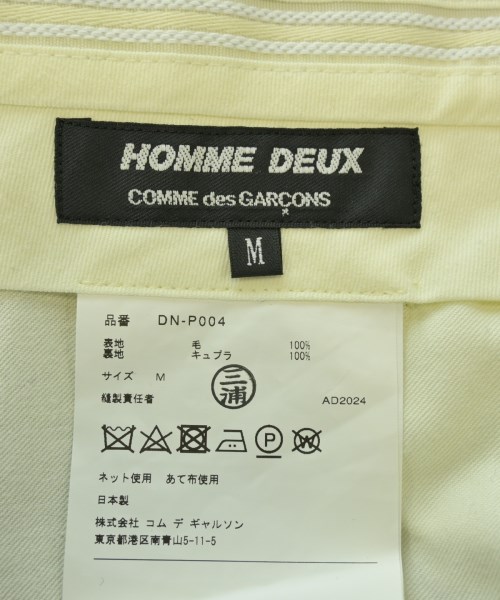 HOMME DEUX
COMME des GARÇONS
M
品番 DN-P004
表地 毛 100%
裏地 キュプラ 100%
サイズ M
三浦
縫製責任者 AD2024
P W
ネット使用 あて布使用
日本製
株式会社 コム デ ギャルソン
東京都港区南青山5-11-5